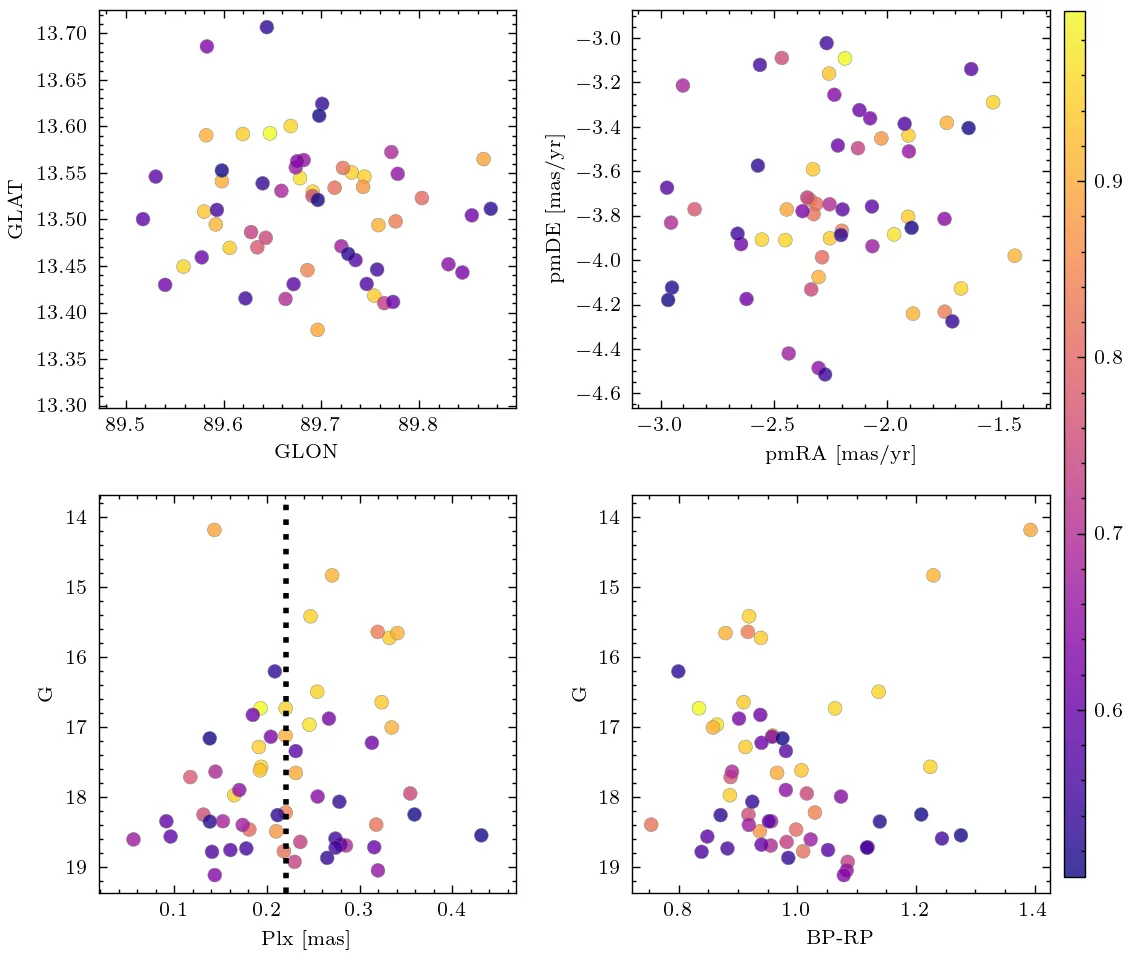 13.70
13.65
13.60
13.55
13.50
13.45
13.40
13.35
13.30
GLAT
89.5 89.6 89.7 89.8
GLON
−3.0
−3.2
−3.4
−3.6
−3.8
−4.0
−4.2
−4.4
−4.6
pmDE [mas/yr]
−3.0 −2.5 −2.0 −1.5
pmRA [mas/yr]
0.9
0.8
0.7
0.6
14
15
16
17
18
19
G
0.1 0.2 0.3 0.4
Plx [mas]
14
15
16
17
18
19
G
0.8 1.0 1.2 1.4
BP-RP